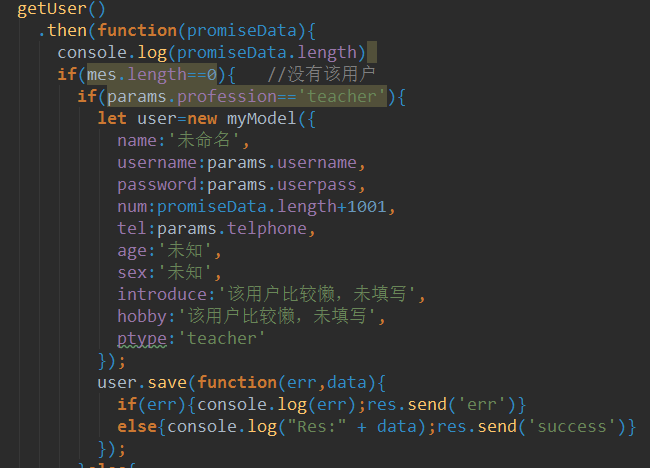 getUser()
.then(function(promiseData){
console.log(promiseData.length)
if(mes.length==0){ //没有该用户
if(params.profession=='teacher'){
let user=new myModel({
name:'未命名',
username:params.username,
password:params.userpass,
num:promiseData.length+1001,
tel:params.telphone,
age:'未知',
sex:'未知',
introduce:'该用户比较懒，未填写',
hobby:'该用户比较懒，未填写',
ptype:'teacher'
});
user.save(function(err,data){
if(err){console.log(err);res.send('err')}
else{console.log("Res:" + data);res.send('success')}
});
}else{